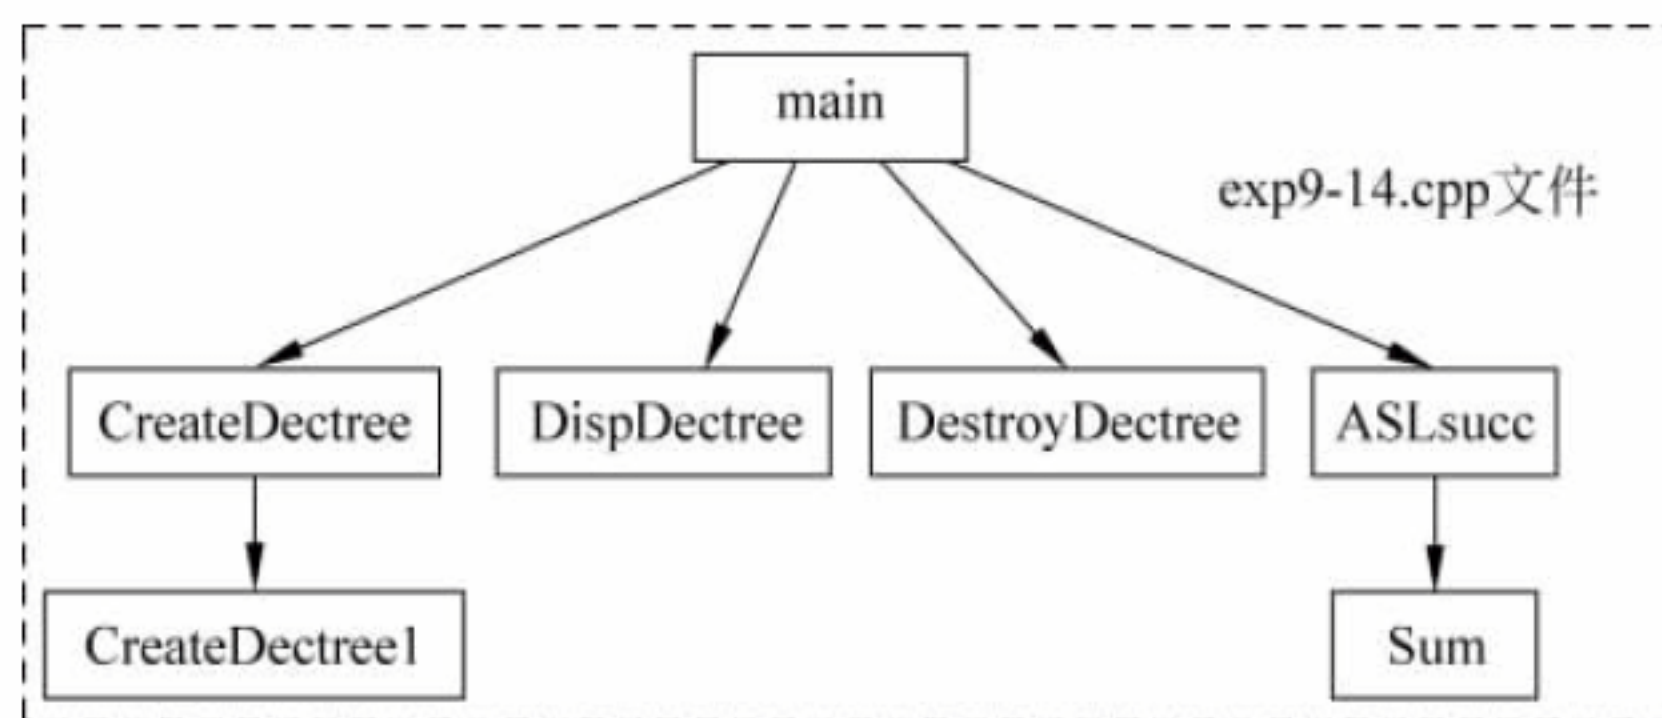 main
exp9-14.cpp文件
CreateDectree
DispDectree
DestroyDectree
ASLsucc
CreateDectree1
Sum